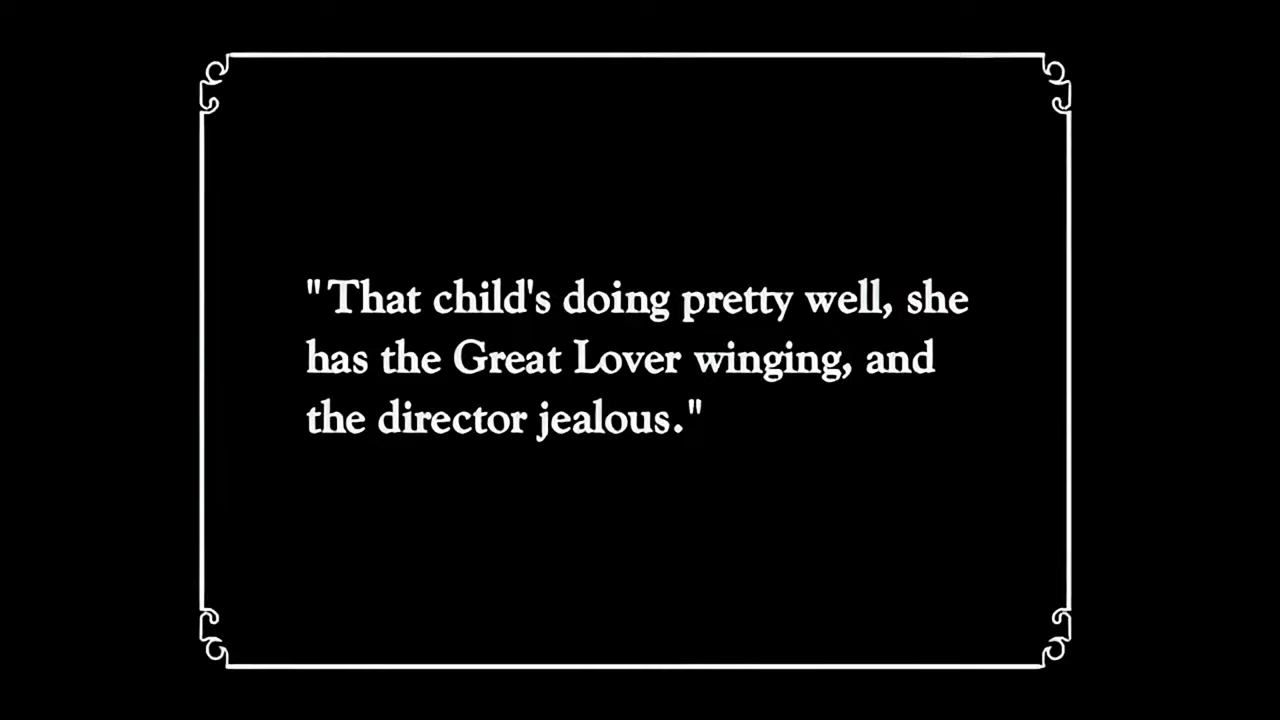 "That child's doing pretty well, she
has the Great Lover winging, and
the director jealous."